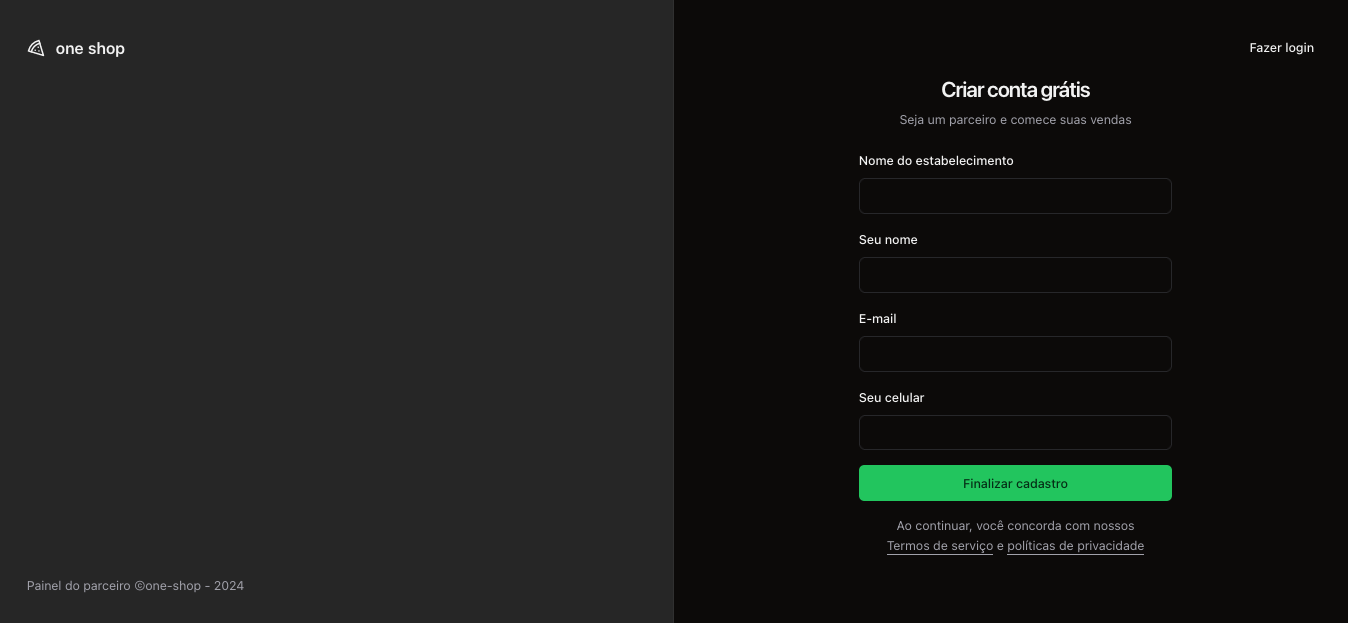 one shop
Fazer login
Criar conta grátis
Seja um parceiro e comece suas vendas
Nome do estabelecimento
Seu nome
E-mail
Seu celular
Finalizar cadastro
Ao continuar, você concorda com nossos
Termos de serviço e políticas de privacidade
Painel do parceiro ©one-shop - 2024